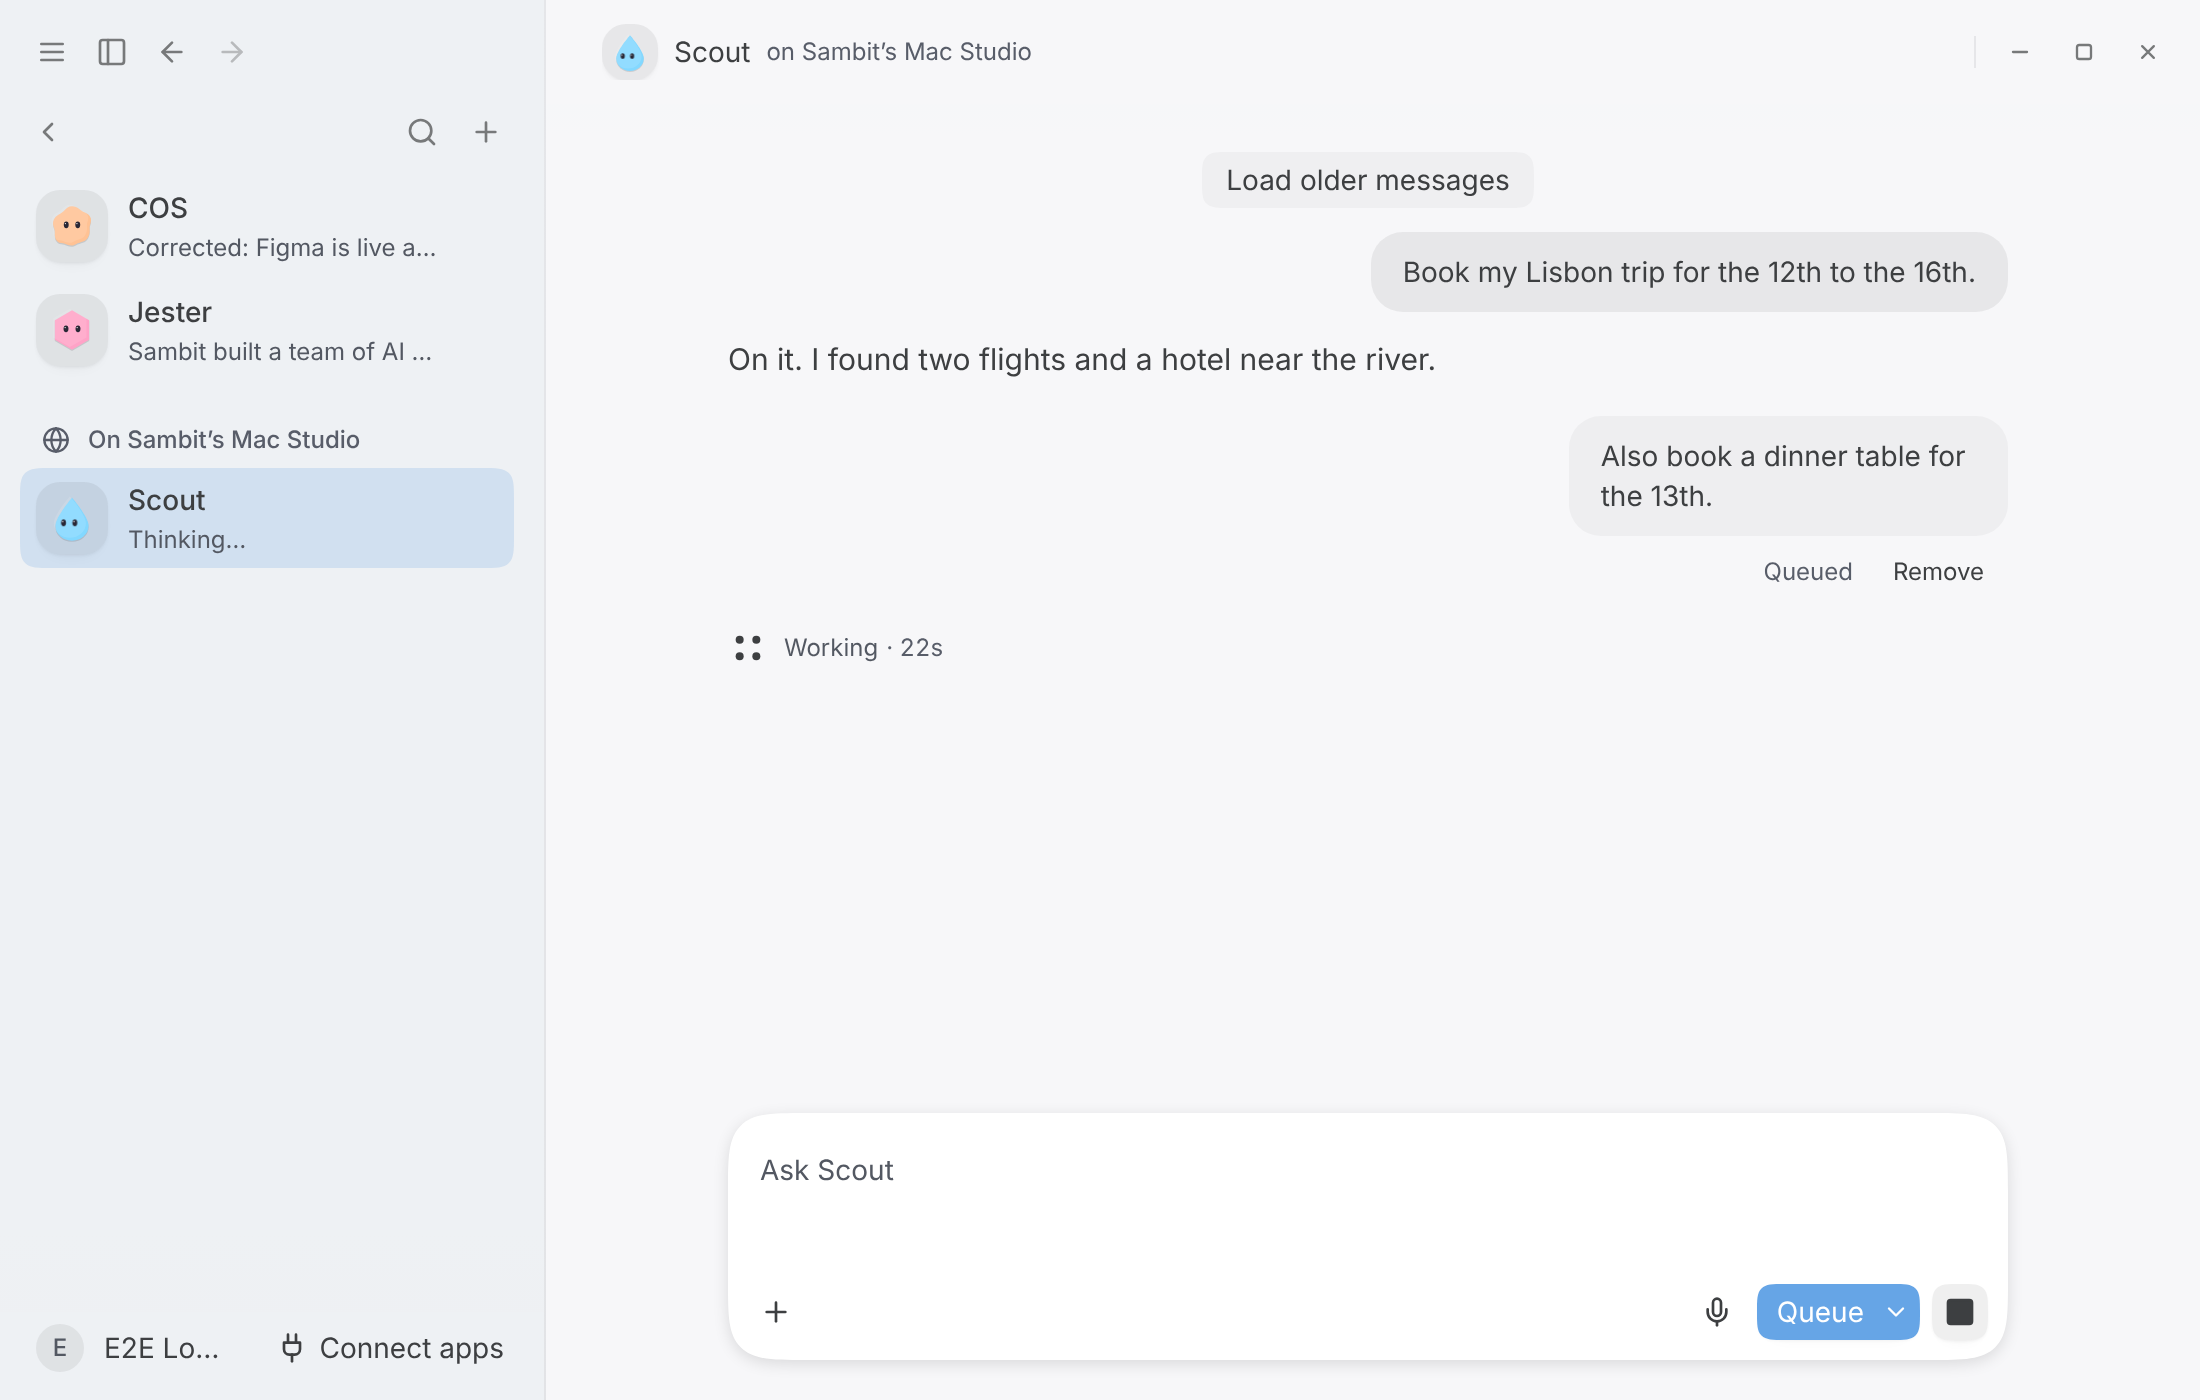 Scout on Sambit’s Mac Studio
COS
Corrected: Figma is live a...
Jester
Sambit built a team of AI ...
On Sambit’s Mac Studio
Scout
Thinking...
E
E2E Lo...
Connect apps
Load older messages
Book my Lisbon trip for the 12th to the 16th.
On it. I found two flights and a hotel near the river.
Also book a dinner table for
the 13th.
Queued Remove
Working · 22s
Ask Scout
Queue